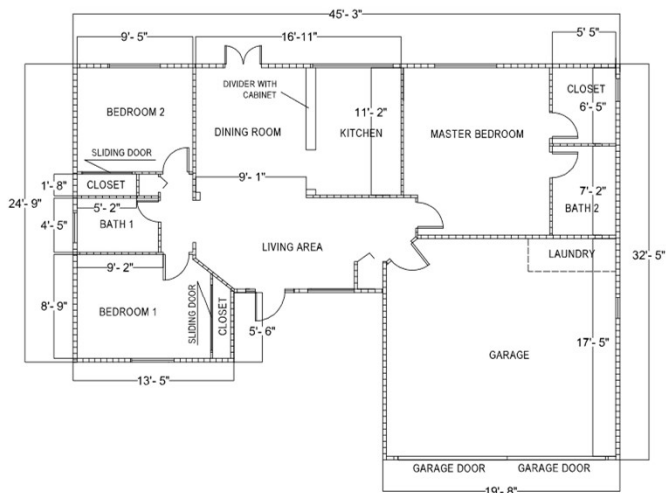 45'- 3"
9'- 5"
16'-11"
5' 5"
DIVIDER WITH
CABINET
CLOSET
6'- 5"
BEDROOM 2
11'- 2"
DINING ROOM
KITCHEN
MASTER BEDROOM
SLIDING DOOR
9'- 1"
1'- 8"
CLOSET
7'- 2"
24'- 9"
5'- 2"
4'- 5"
BATH 1
BATH 2
LIVING AREA
LAUNDRY
32'- 5"
9'- 2"
8'- 9"
BEDROOM 1
SLIDING DOOR
CLOSET
5'- 6"
17'- 5"
GARAGE
13'- 5"
GARAGE DOOR
GARAGE DOOR
19'- 8"